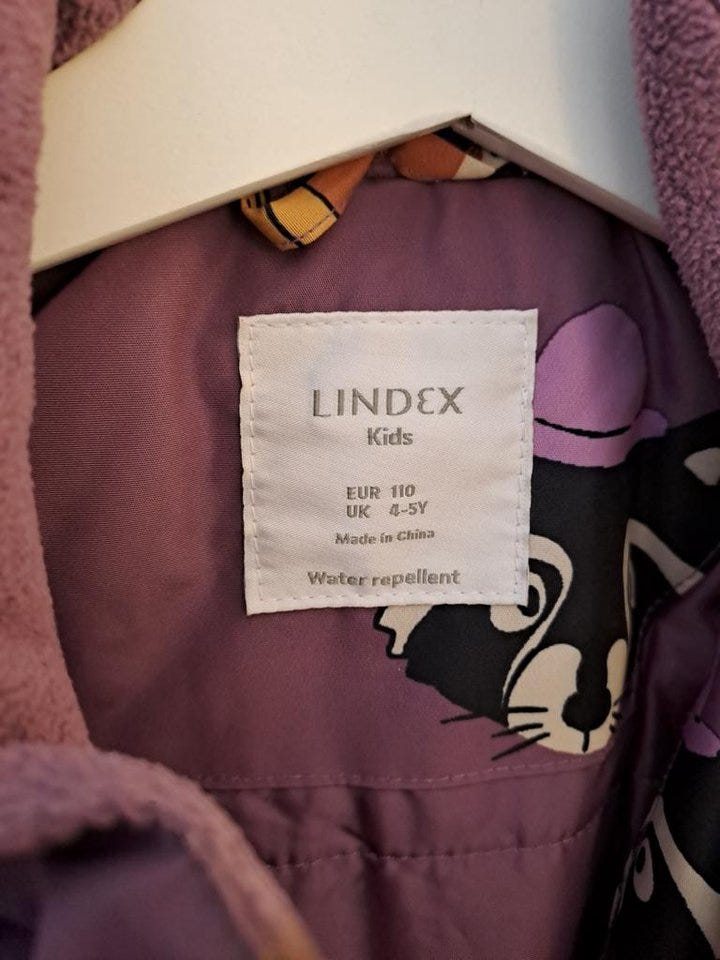 LINDEX
Kids
EUR 110
UK 4-5Y
Made in China
Water repellent